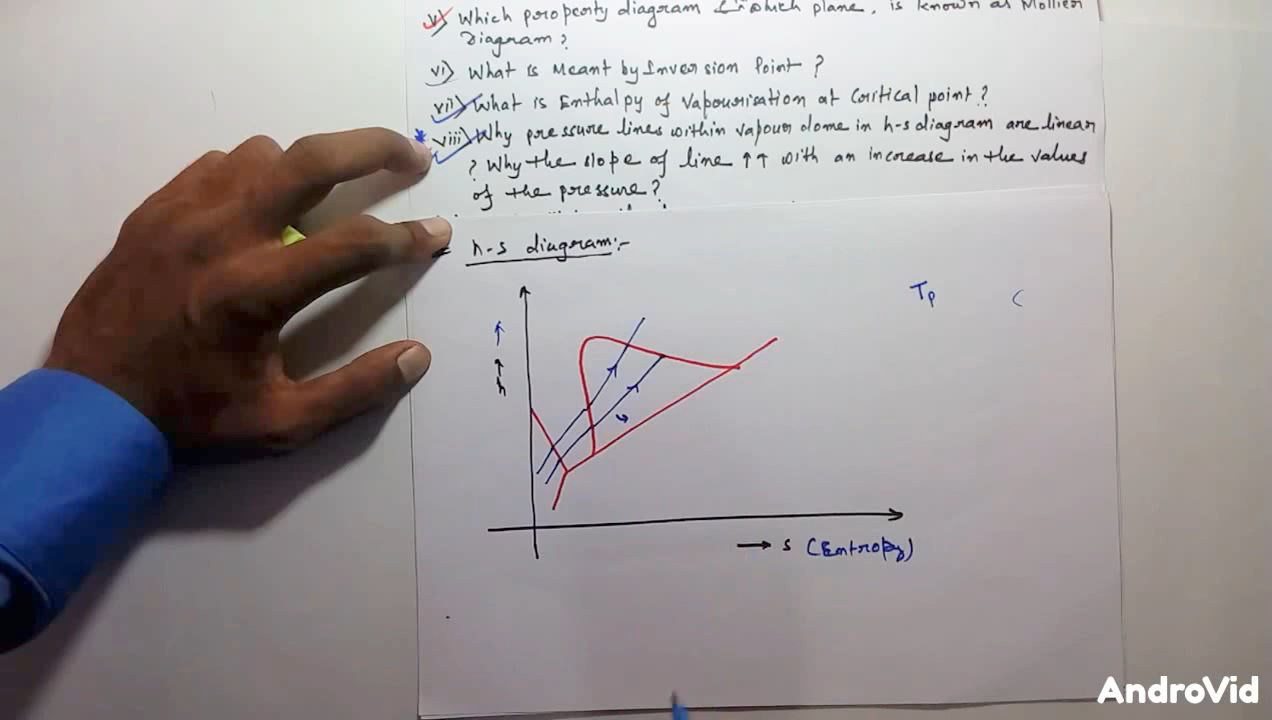 v) Which property diagram & in which plane, is known as Mollier
Diagram?
vi) What is Meant by Inversion Point ?
vii) What is Enthalpy of Vapourisation at Critical point?
viii) Why pressure lines within vapour dome in h-s diagram are linear
? Why the slope of line ↑↑ with an increase in the values
of the pressure?
h-s diagram:-
Tp
(
h
→ s (Entropy)
AndroVid